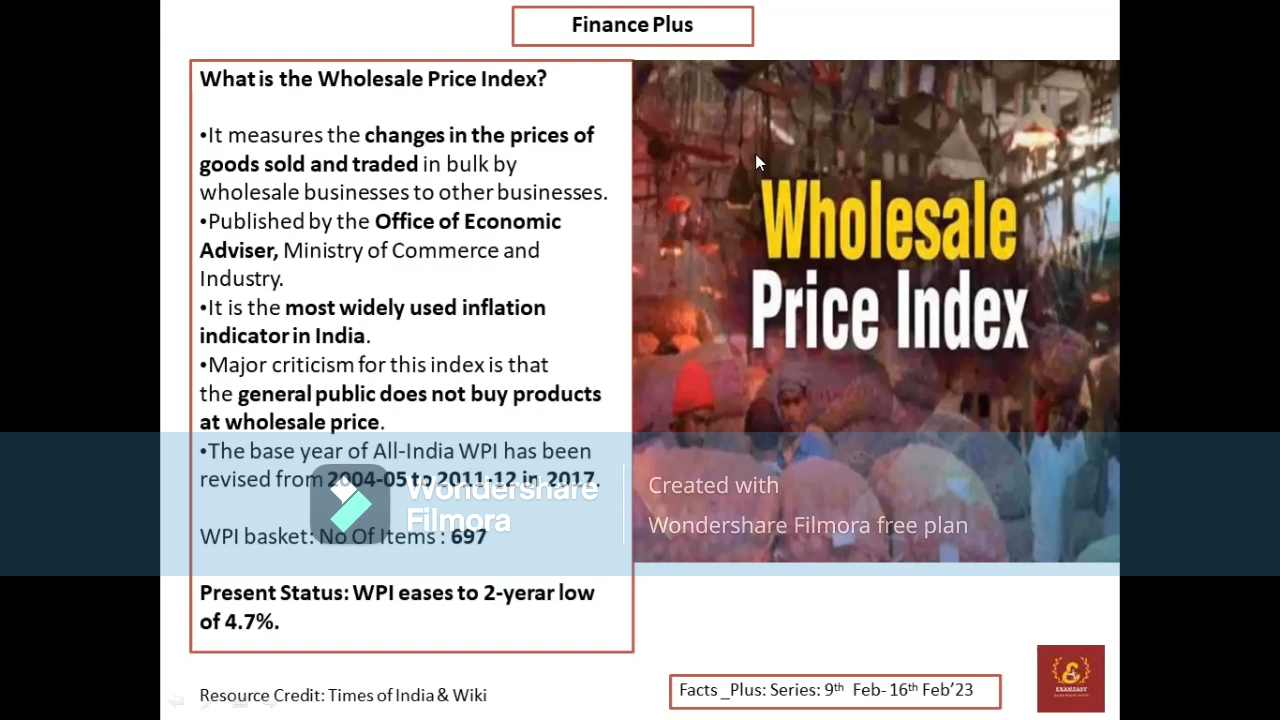 Finance Plus
What is the Wholesale Price Index?
•It measures the changes in the prices of
goods sold and traded in bulk by
wholesale businesses to other businesses.
•Published by the Office of Economic
Adviser, Ministry of Commerce and
Industry.
•It is the most widely used inflation
indicator in India.
•Major criticism for this index is that
the general public does not buy products
at wholesale price.
•The base year of All-India WPI has been
revised from 2004-05 to 2011-12 in 2017.
WPI basket: No Of Items : 697
Present Status: WPI eases to 2-yerar low
of 4.7%.
Wholesale
Price Index
Wondershare
Filmora
Created with
Wondershare Filmora free plan
Resource Credit: Times of India & Wiki
Facts _Plus: Series: 9th Feb- 16th Feb'23
EXAMEASY